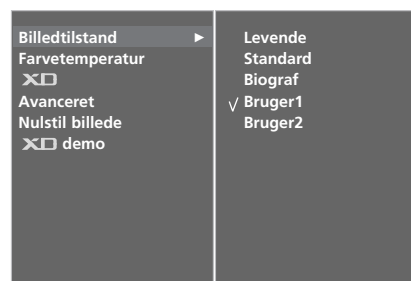 Billedtilstand ►
Farvetemperatur
XD
Avanceret
Nulstil billede
XD demo
Levende
Standard
Biograf
√ Bruger1
Bruger2